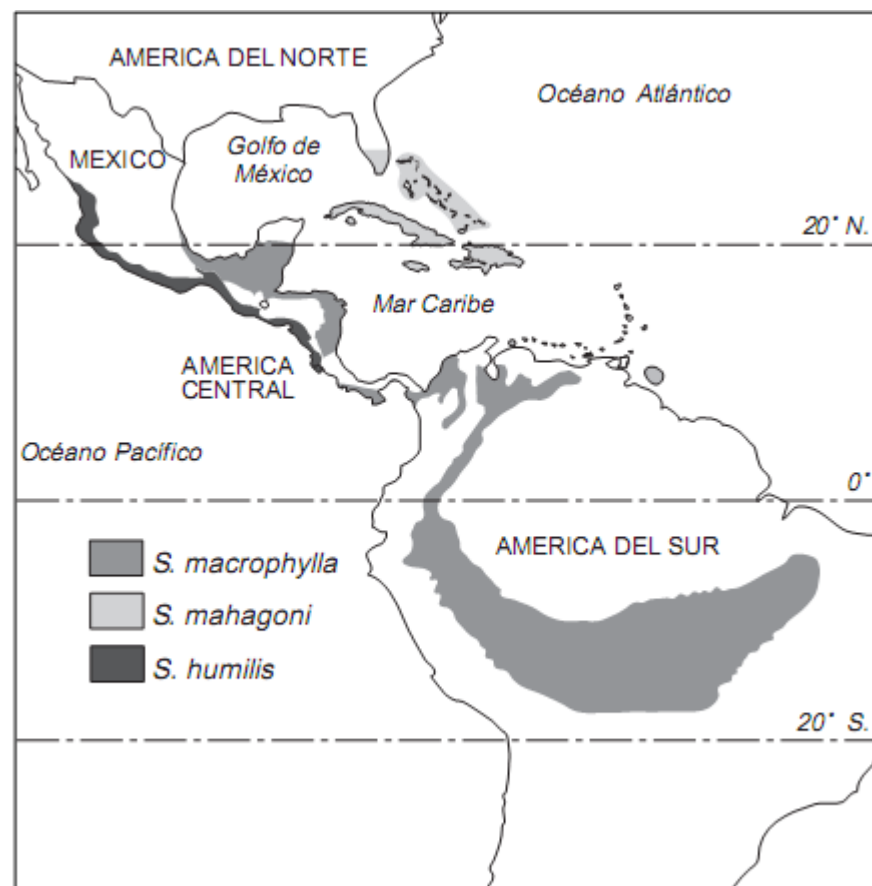 AMERICA DEL NORTE
Océano Atlántico
Golfo de
México
MEXICO
20° N.
Mar Caribe
AMERICA
CENTRAL
Océano Pacífico
0°
AMERICA DEL SUR
S. macrophylla
S. mahagoni
S. humilis
20° S.